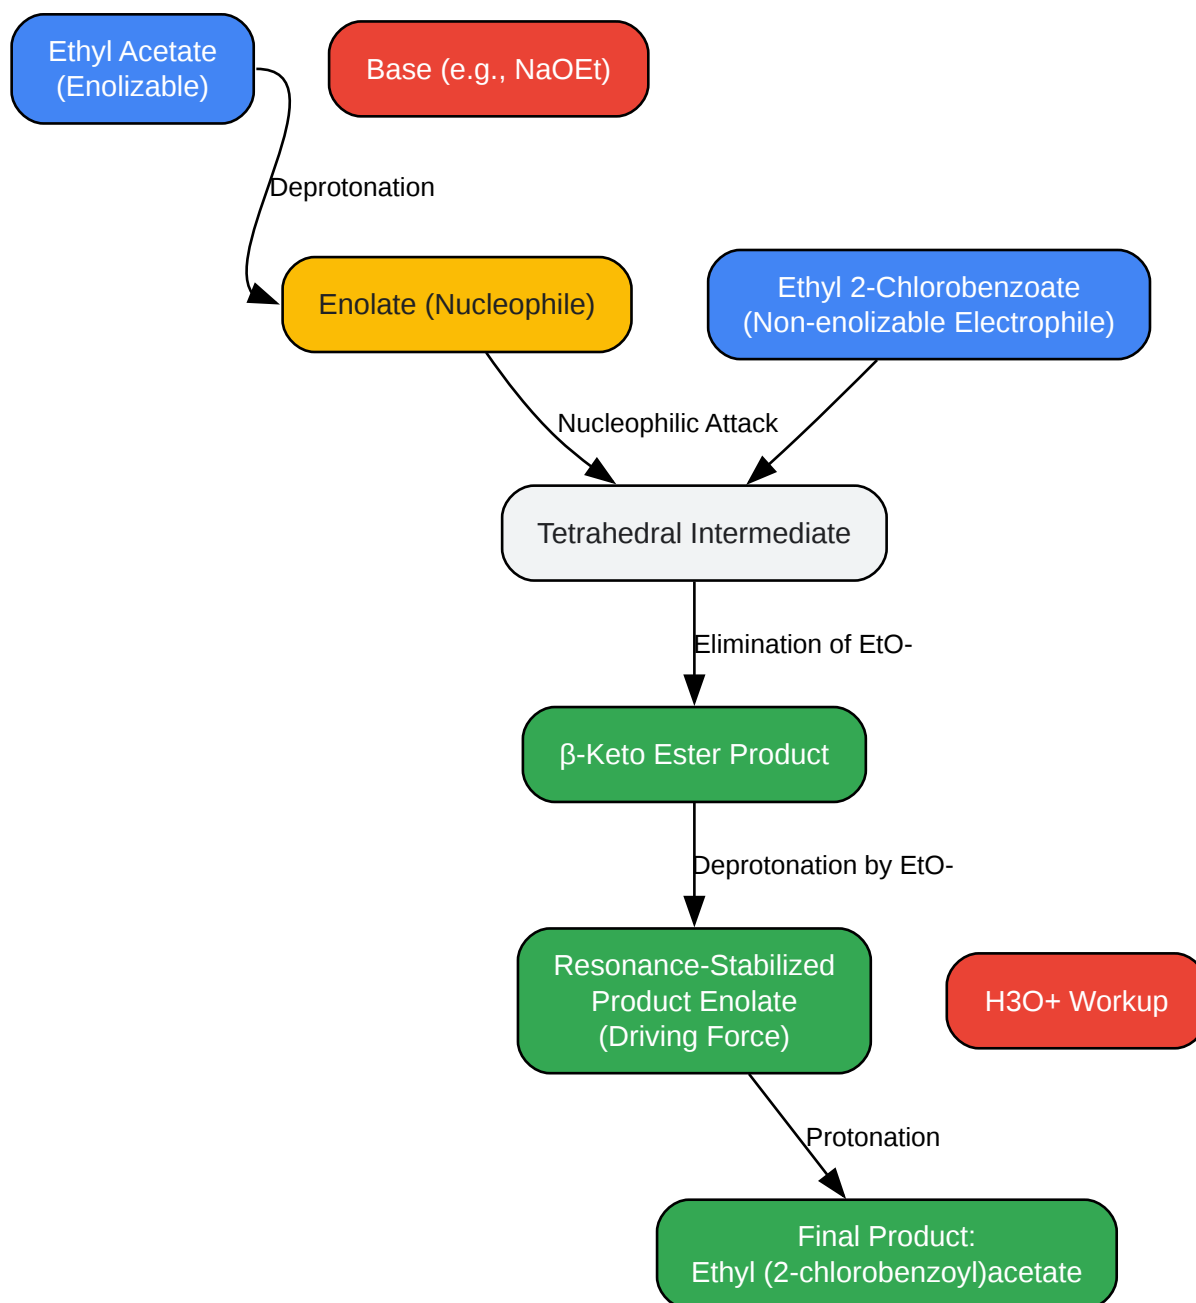 Ethyl Acetate
(Enolizable)
Base (e.g., NaOEt)
Deprotonation
Enolate (Nucleophile)
Ethyl 2-Chlorobenzoate
(Non-enolizable Electrophile)
Nucleophilic Attack
Tetrahedral Intermediate
Elimination of EtO-
β-Keto Ester Product
Deprotonation by EtO-
Resonance-Stabilized
Product Enolate
(Driving Force)
H3O+ Workup
Protonation
Final Product:
Ethyl (2-chlorobenzoyl)acetate